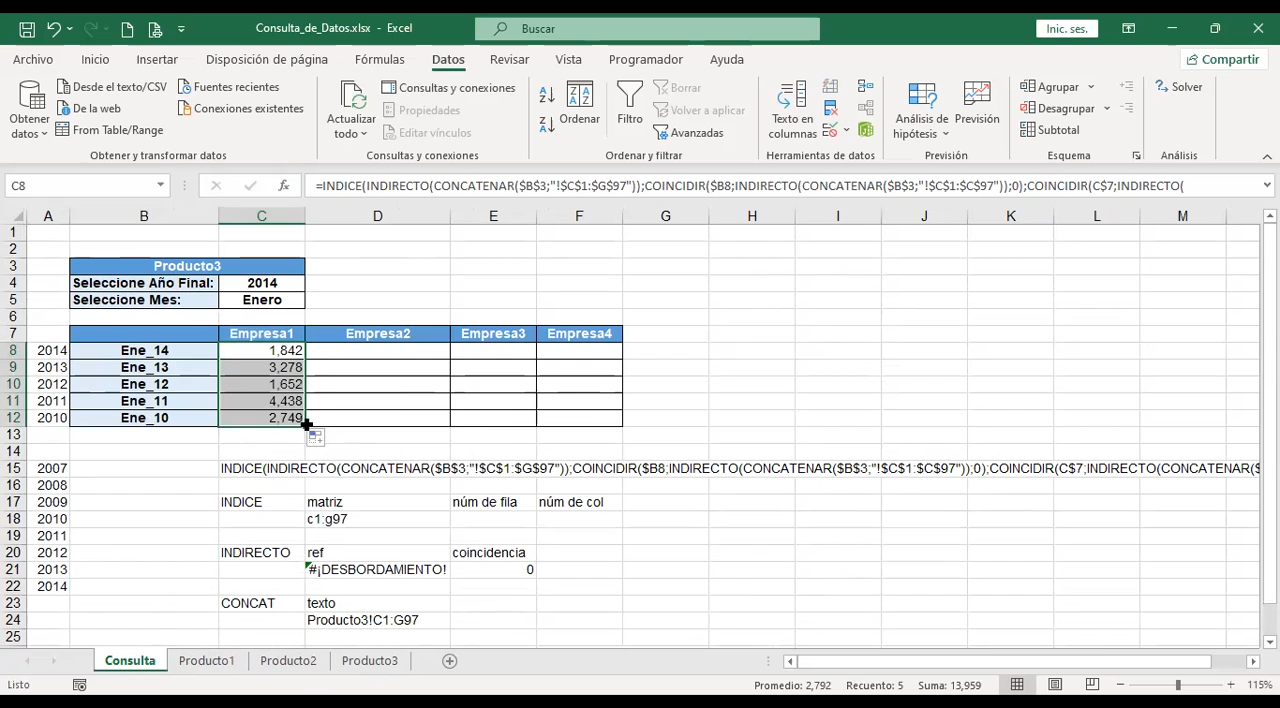 Consulta_de_Datos.xlsx - Excel
Buscar
Inic. ses.
Archivo Inicio Insertar Disposición de página Fórmulas Datos Revisar Vista Programador Ayuda
Compartir
Obtener datos
Desde el texto/CSV
De la web
From Table/Range
Fuentes recientes
Conexiones existentes
Obtener y transformar datos
Actualizar todo
Consultas y conexiones
Propiedades
Editar vínculos
Consultas y conexiones
Ordenar
Filtro
Borrar
Volver a aplicar
Avanzadas
Ordenar y filtrar
Texto en columnas
Herramientas de datos
Análisis de hipótesis
Previsión
Previsión
Agrupar
Desagrupar
Subtotal
Esquema
Solver
Análisis
C8
=INDICE(INDIRECTO(CONCATENAR($B$3;"!$C$1:$G$97"));COINCIDIR($B8;INDIRECTO(CONCATENAR($B$3;"!$C$1:$C$97"));0);COINCIDIR(C$7;INDIRECTO(
A B C D E F G H I J K L M
1
2
3 Producto3
4 Seleccione Año Final: 2014
5 Seleccione Mes: Enero
6
7 Empresa1 Empresa2 Empresa3 Empresa4
8 2014 Ene_14 1,842
9 2013 Ene_13 3,278
10 2012 Ene_12 1,652
11 2011 Ene_11 4,438
12 2010 Ene_10 2,749
13
14
15 2007 INDICE(INDIRECTO(CONCATENAR($B$3;"!$C$1:$G$97"));COINCIDIR($B8;INDIRECTO(CONCATENAR($B$3;"!$C$1:$C$97"));0);COINCIDIR(C$7;INDIRECTO(CONCATENAR($
16 2008
17 2009 INDICE matriz núm de fila núm de col
18 2010 c1:g97
19 2011
20 2012 INDIRECTO ref coincidencia
21 2013 #¡DESBORDAMIENTO! 0
22 2014
23 CONCAT texto
24 Producto3!C1:G97
25
Consulta Producto1 Producto2 Producto3
Listo
Promedio: 2,792 Recuento: 5 Suma: 13,959
115%